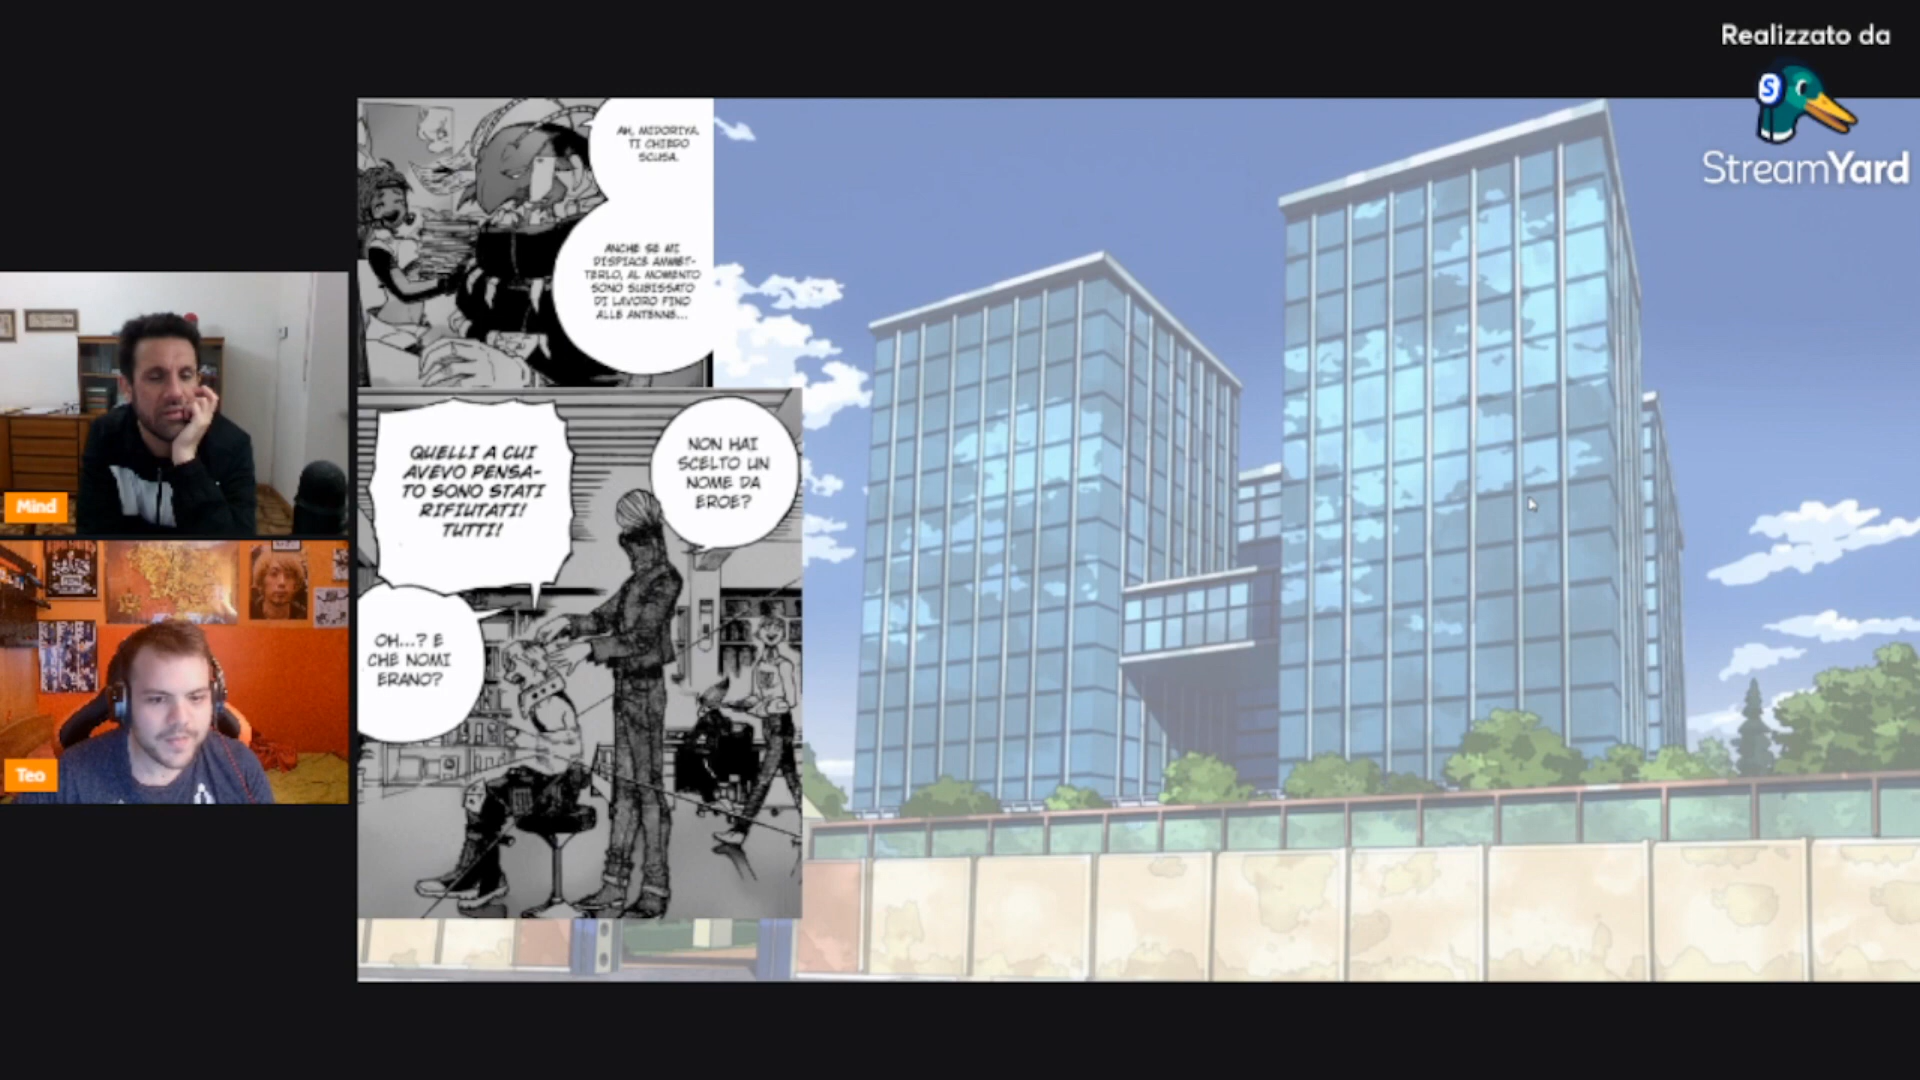 Realizzato da
StreamYard
AH, MIDORIYA.
TI CHIEDO
SCUSA.
ANCHE SE MI
DISPIACE AMMET-
TERLO, AL MOMENTO
SONO SUBISSATO
DI LAVORO FINO
ALLE ANTENNE...
NON HAI
SCELTO UN
NOME DA
EROE?
QUELLI A CUI
AVEVO PENSA-
TO SONO STATI
RIFIUTATI!
TUTTI!
OH...? E
CHE NOMI
ERANO?
Mind
Teo